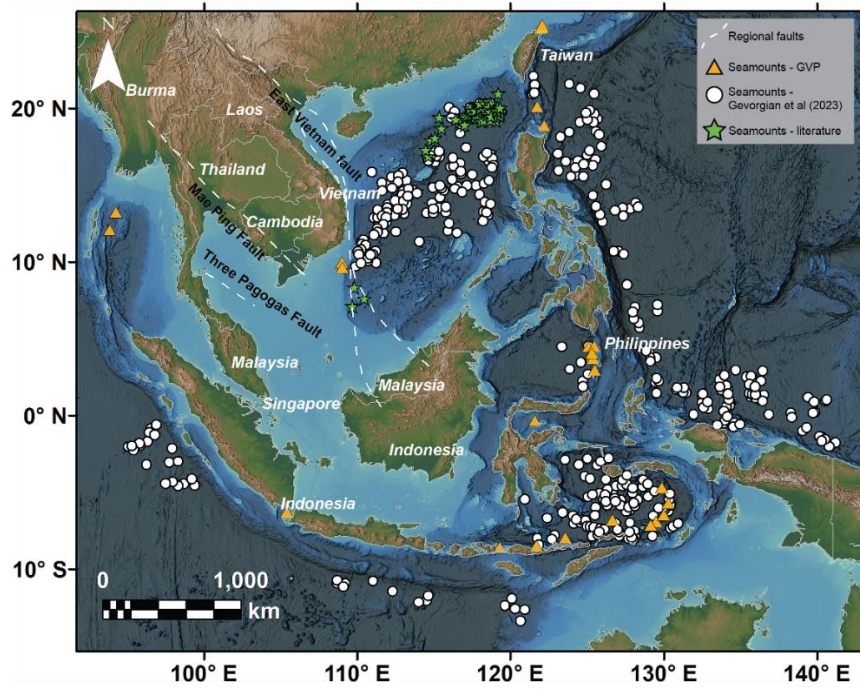 N
Regional faults
Seamounts - GVP
Seamounts -
Gevorgian et al (2023)
Seamounts - literature
Taiwan
Burma
Laos
East Vietnam fault
Thailand
Vietnam
Mae Ping Fault
Cambodia
Three Pagogas Fault
Philippines
Malaysia
Malaysia
Singapore
Indonesia
Indonesia
20° N
10° N
0° N
10° S
0 1,000
km
100° E 110° E 120° E 130° E 140° E